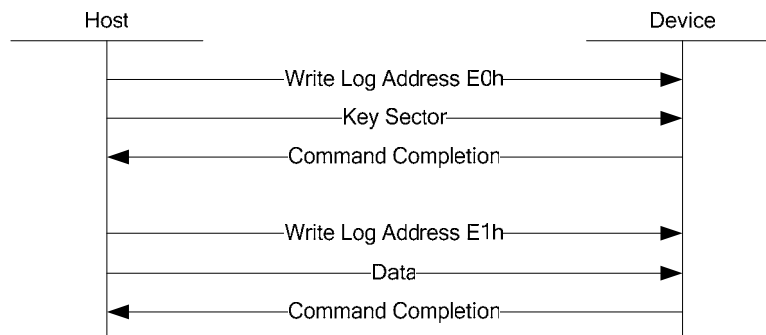 Host Device
Write Log Address E0h
Key Sector
Command Completion
Write Log Address E1h
Data
Command Completion